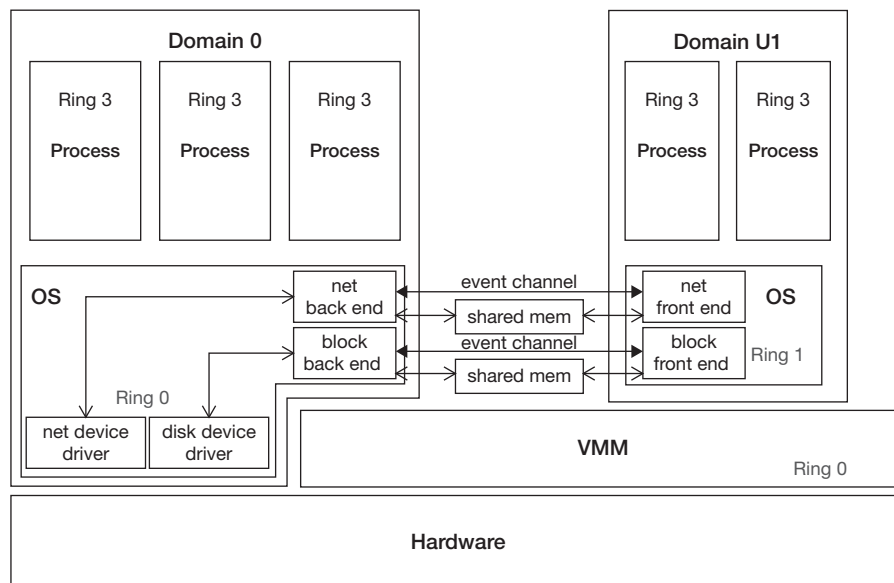 Domain 0
Domain U1
Ring 3
Ring 3
Ring 3
Ring 3
Ring 3
Process
Process
Process
Process
Process
OS
net
back end
event channel
shared mem
net
front end
OS
block
back end
event channel
shared mem
block
front end
Ring 1
Ring 0
net device
driver
disk device
driver
VMM
Ring 0
Hardware